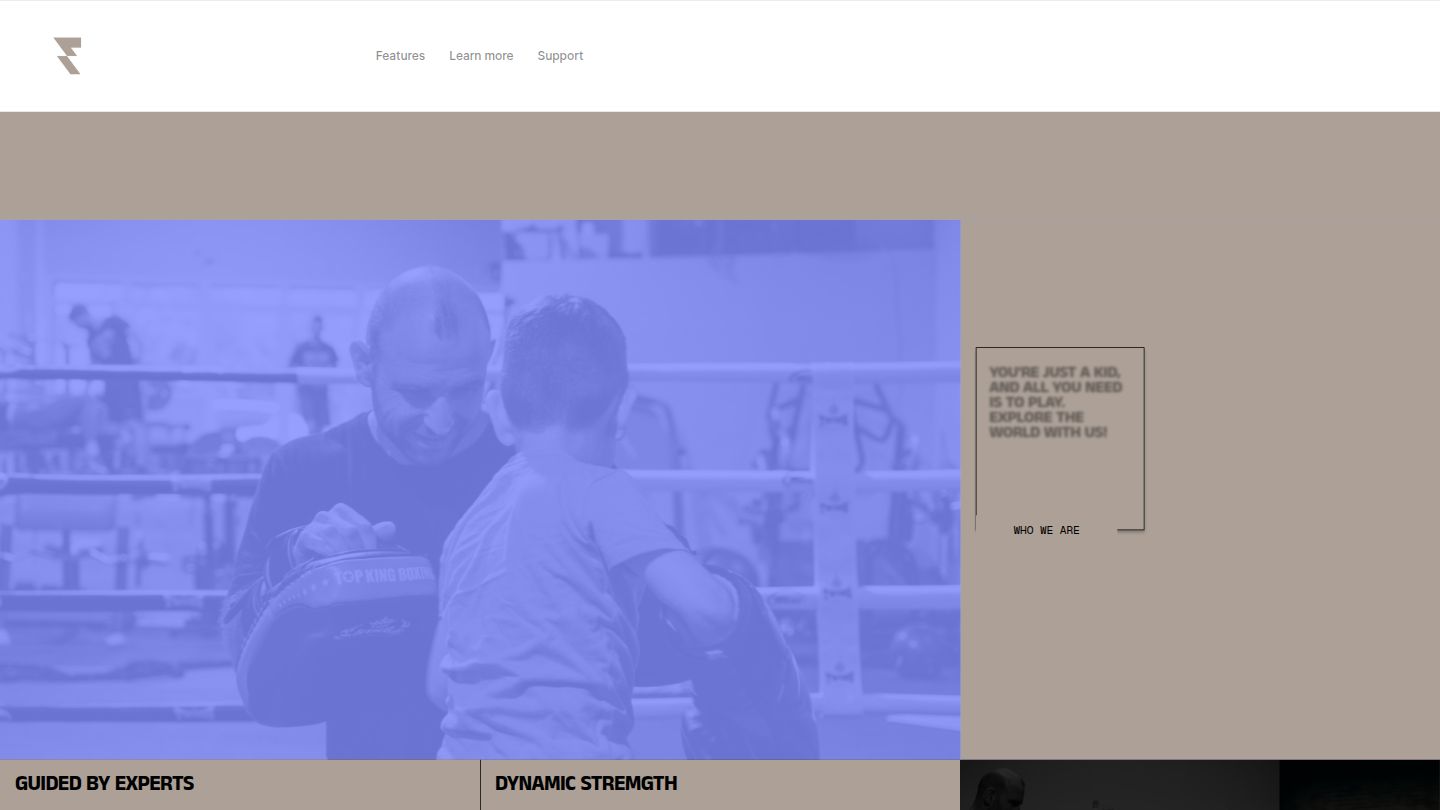 Features Learn more Support
YOU'RE JUST A KID,
AND ALL YOU NEED
IS TO PLAY.
EXPLORE THE
WORLD WITH US!
WHO WE ARE
TOP KING BOXING
GUIDED BY EXPERTS
DYNAMIC STREMGTH